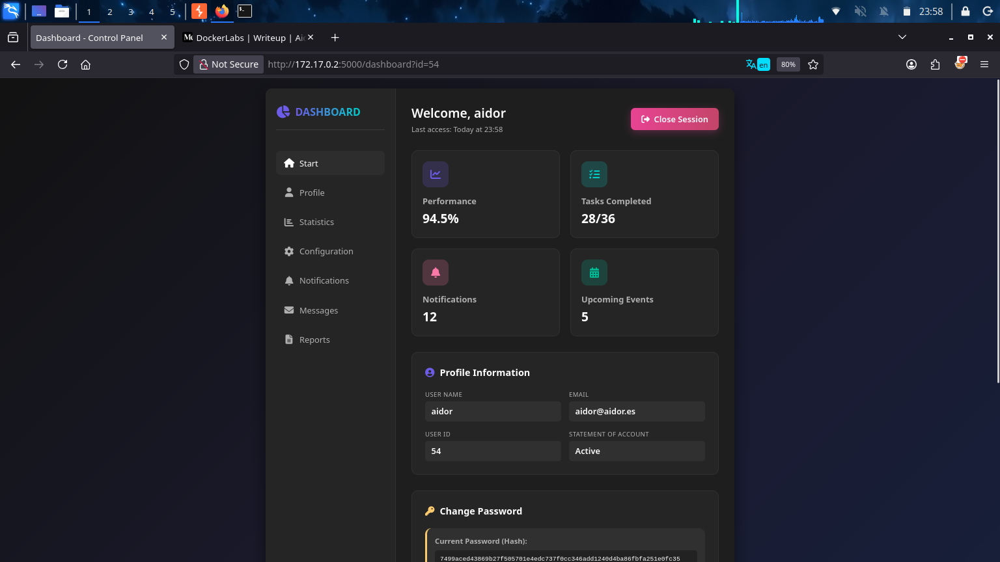 1 2 3 4 5
23:58
Dashboard - Control Panel
DockerLabs | Writeup | Aid
Not Secure
http://172.17.0.2:5000/dashboard?id=54
en
80%
DASHBOARD
Start
Profile
Statistics
Configuration
Notifications
Messages
Reports
Welcome, aidor
Last access: Today at 23:58
Close Session
Performance
94.5%
Tasks Completed
28/36
Notifications
12
Upcoming Events
5
Profile Information
USER NAME
aidor
EMAIL
aidor@aidor.es
USER ID
54
STATEMENT OF ACCOUNT
Active
Change Password
Current Password (Hash):
7499aced43869b27f505701e4edc737f0cc346add1240d4ba86fbfa251e0fc35